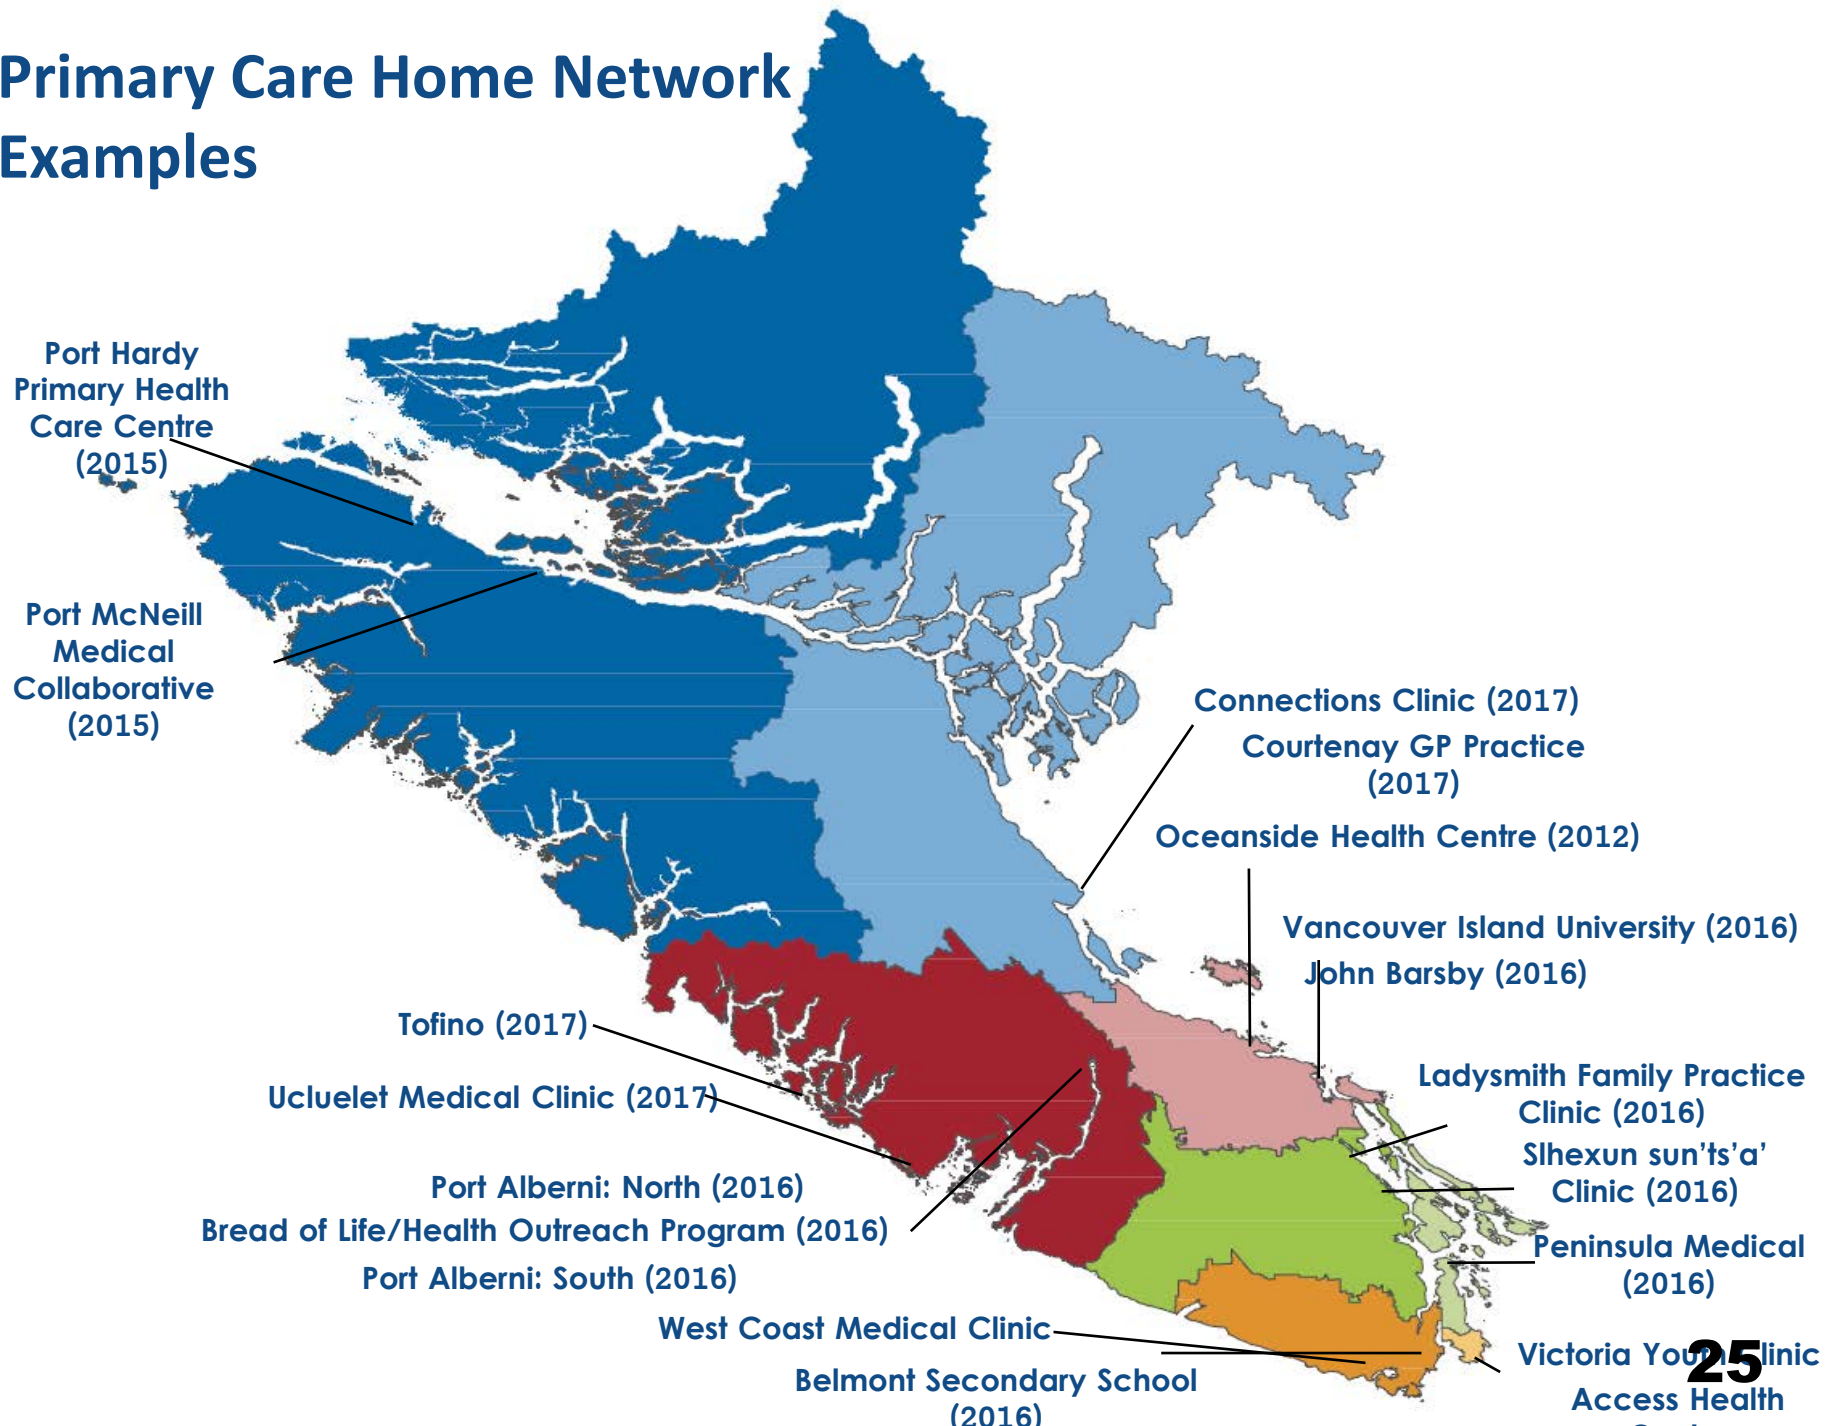 Primary Care Home Network
Examples
Port Hardy
Primary Health
Care Centre
(2015)
Port McNeill
Medical
Collaborative
(2015)
Connections Clinic (2017)
Courtenay GP Practice
(2017)
Oceanside Health Centre (2012)
Vancouver Island University (2016)
John Barsby (2016)
Tofino (2017)
Ucluelet Medical Clinic (2017)
Ladysmith Family Practice
Clinic (2016)
Slhexun sun'ts'a'
Clinic (2016)
Port Alberni: North (2016)
Bread of Life/Health Outreach Program (2016)
Port Alberni: South (2016)
Peninsula Medical
(2016)
West Coast Medical Clinic
Belmont Secondary School
(2016)
Victoria Youth Clinic
Access Health
25